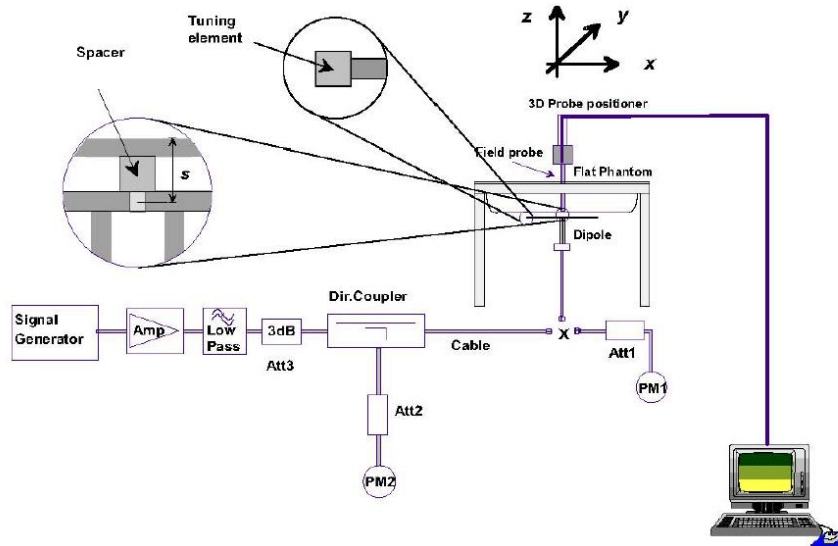 Tuning
element
Spacer
z
y
x
3D Probe positioner
Field probe
Flat Phantom
s
Dipole
Dir.Coupler
Signal
Generator
Amp
Low
Pass
3dB
Att3
Cable
X
Att1
PM1
Att2
PM2